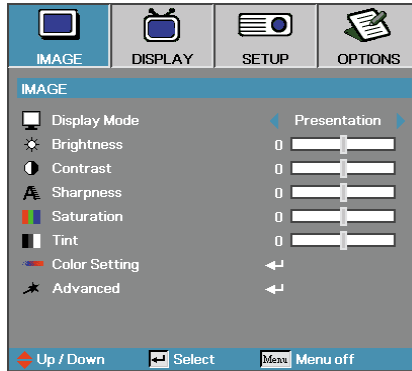 IMAGE DISPLAY SETUP OPTIONS
IMAGE
Display Mode Presentation
Brightness 0
Contrast 0
Sharpness 0
Saturation 0
Tint 0
Color Setting
Advanced
Up / Down Select Menu Menu off